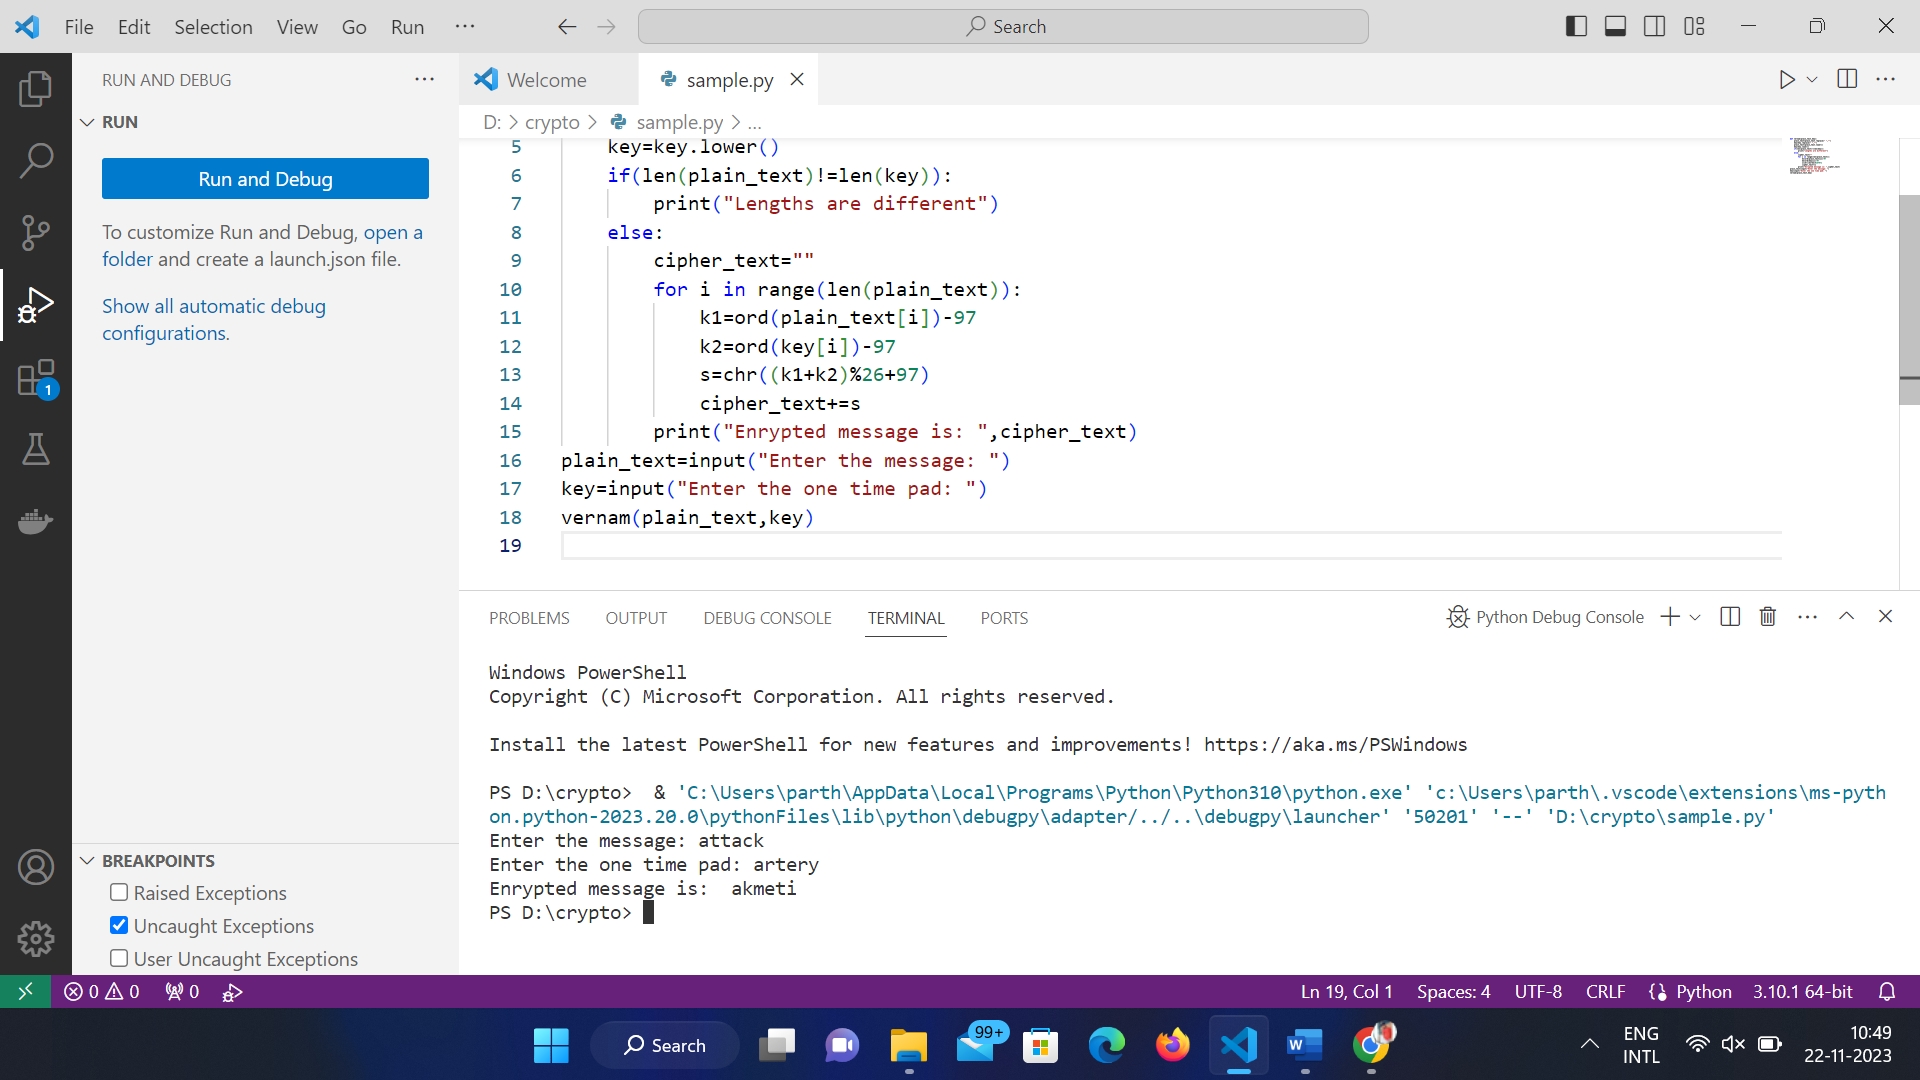 File Edit Selection View Go Run ··· Search
RUN AND DEBUG ···
RUN
Run and Debug
To customize Run and Debug, open a
folder and create a launch.json file.
Show all automatic debug
configurations.
1
BREAKPOINTS
Raised Exceptions
Uncaught Exceptions
User Uncaught Exceptions
Welcome sample.py
D: > crypto > sample.py > ...
5 key=key.lower()
6 if(len(plain_text)!=len(key)):
7 print("Lengths are different")
8 else:
9 cipher_text=""
10 for i in range(len(plain_text)):
11 k1=ord(plain_text[i])-97
12 k2=ord(key[i])-97
13 s=chr((k1+k2)%26+97)
14 cipher_text+=s
15 print("Enrypted message is: ",cipher_text)
16 plain_text=input("Enter the message: ")
17 key=input("Enter the one time pad: ")
18 vernam(plain_text,key)
19
PROBLEMS OUTPUT DEBUG CONSOLE TERMINAL PORTS Python Debug Console
Windows PowerShell
Copyright (C) Microsoft Corporation. All rights reserved.
Install the latest PowerShell for new features and improvements! https://aka.ms/PSWindows
PS D:\crypto>  & 'C:\Users\parth\AppData\Local\Programs\Python\Python310\python.exe' 'c:\Users\parth\.vscode\extensions\ms-pyth
on.python-2023.20.0\pythonFiles\lib\python\debugpy\adapter/../..\debugpy\launcher' '50201' '--' 'D:\crypto\sample.py'
Enter the message: attack
Enter the one time pad: artery
Enrypted message is:  akmeti
PS D:\crypto>
0 0 0 Ln 19, Col 1 Spaces: 4 UTF-8 CRLF Python 3.10.1 64-bit
Search 99+ W ENG 10:49
INTL 22-11-2023